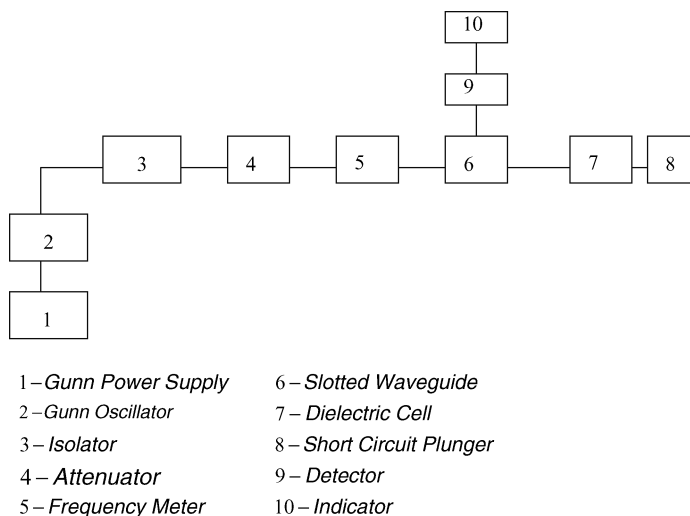 10
9
3 4 5 6 7 8
2
1
1–Gunn Power Supply 6–Slotted Waveguide
2–Gunn Oscillator 7–Dielectric Cell
3–Isolator 8–Short Circuit Plunger
4–Attenuator 9–Detector
5–Frequency Meter 10–Indicator